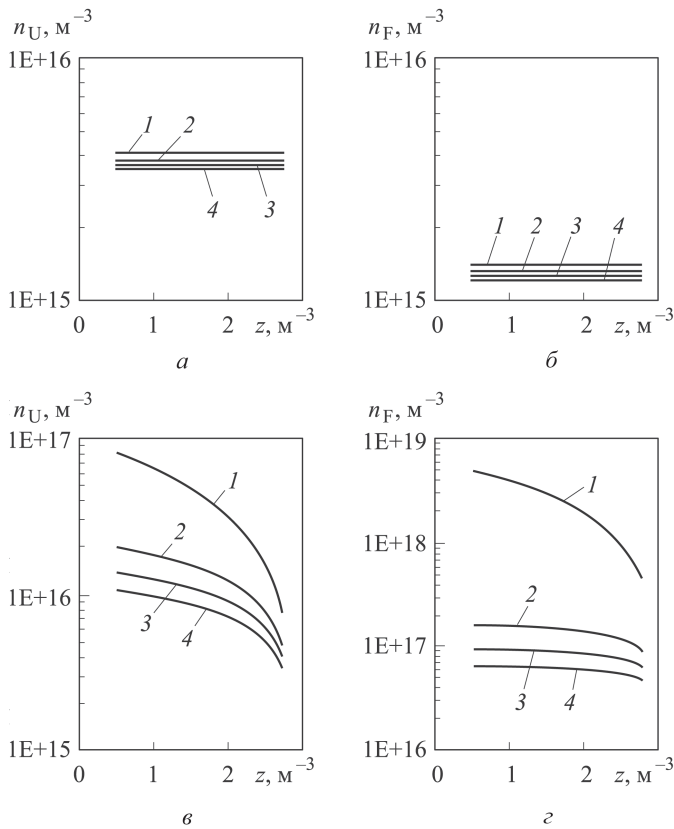 n_U, м⁻³ n_F, м⁻³
1E+16 1E+16
1 2
1 2 3 4
4 3
1E+15 1E+15
0 1 2 z, м⁻³ 0 1 2 z, м⁻³
а б
n_U, м⁻³ n_F, м⁻³
1E+17 1E+19
1 1
1E+18
2
1E+16 2
3 4 1E+17
3 4
1E+15 1E+16
0 1 2 z, м⁻³ 0 1 2 z, м⁻³
в г